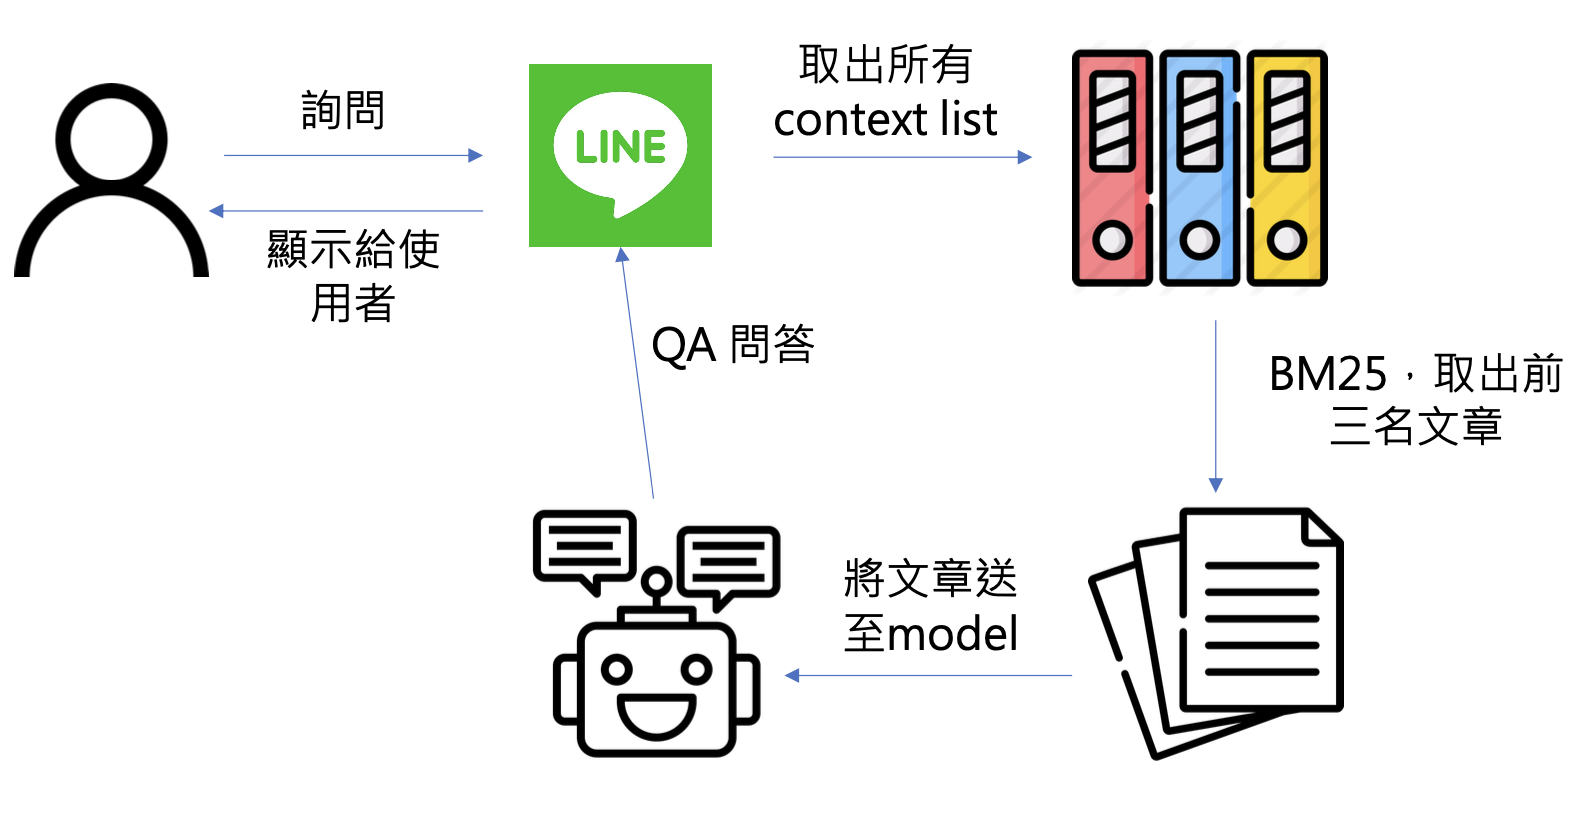 詢問
顯示給使
用者
LINE
取出所有
context list
BM25，取出前
三名文章
將文章送
至model
QA 問答